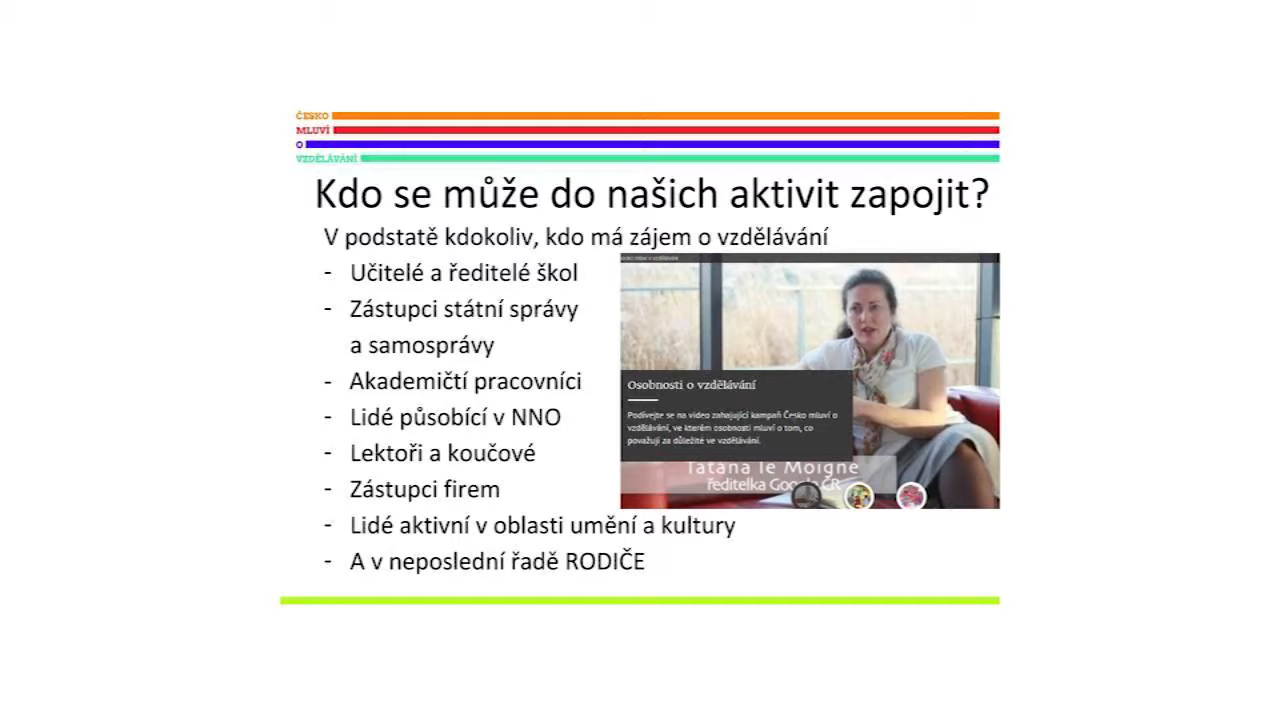 ČESKO
MLUVÍ
O
VZDĚLÁVÁNÍ
Kdo se může do našich aktivit zapojit?
V podstatě kdokoliv, kdo má zájem o vzdělávání
- Učitelé a ředitelé škol
- Zástupci státní správy
a samosprávy
- Akademičtí pracovníci
- Lidé působící v NNO
- Lektoři a koučové
- Zástupci firem
- Lidé aktivní v oblasti umění a kultury
- A v neposlední řadě RODIČE
Osobnosti o vzdělávání
Podívejte se na video zahajující kampaň Česko mluví o
vzdělávání, ve kterém osobnosti mluví o tom, co
považují za důležité ve vzdělávání.
Taťána le Moigne
ředitelka Google ČR